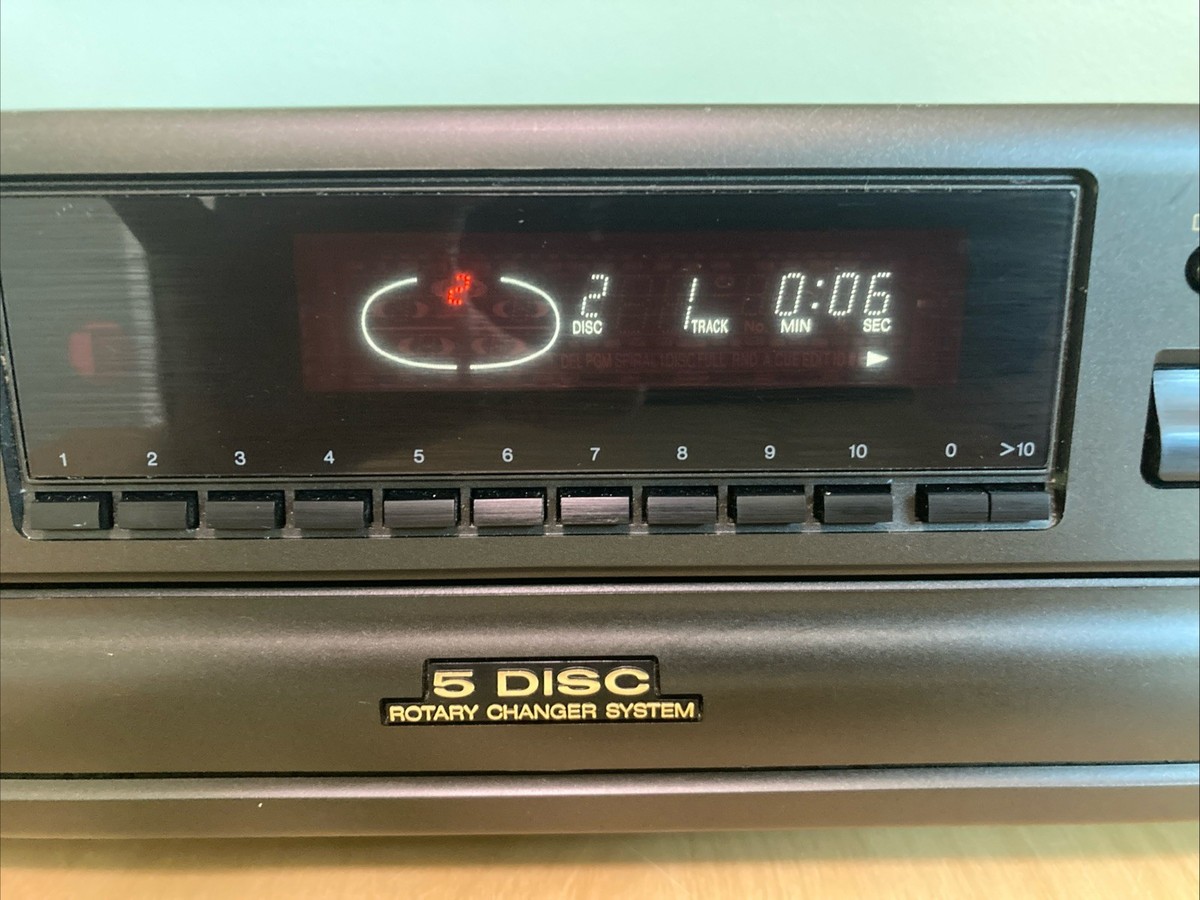 2
2 1 0:06
DISC TRACK MIN SEC
1 2 3 4 5 6 7 8 9 10 0 >10
5 DISC
ROTARY CHANGER SYSTEM